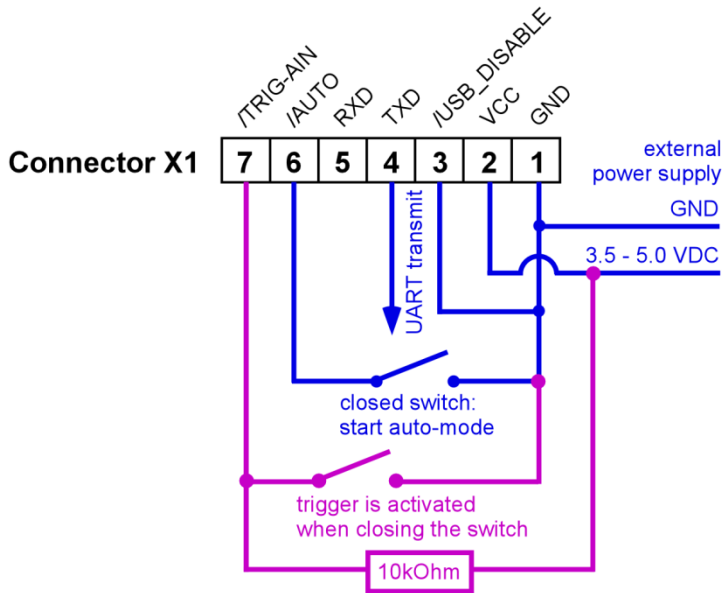 /TRIG-AIN
/AUTO
RXD
TXD
/USB_DISABLE
VCC
GND
Connector X1
7 6 5 4 3 2 1
external
power supply
GND
3.5 - 5.0 VDC
UART transmit
closed switch:
start auto-mode
trigger is activated
when closing the switch
10kOhm